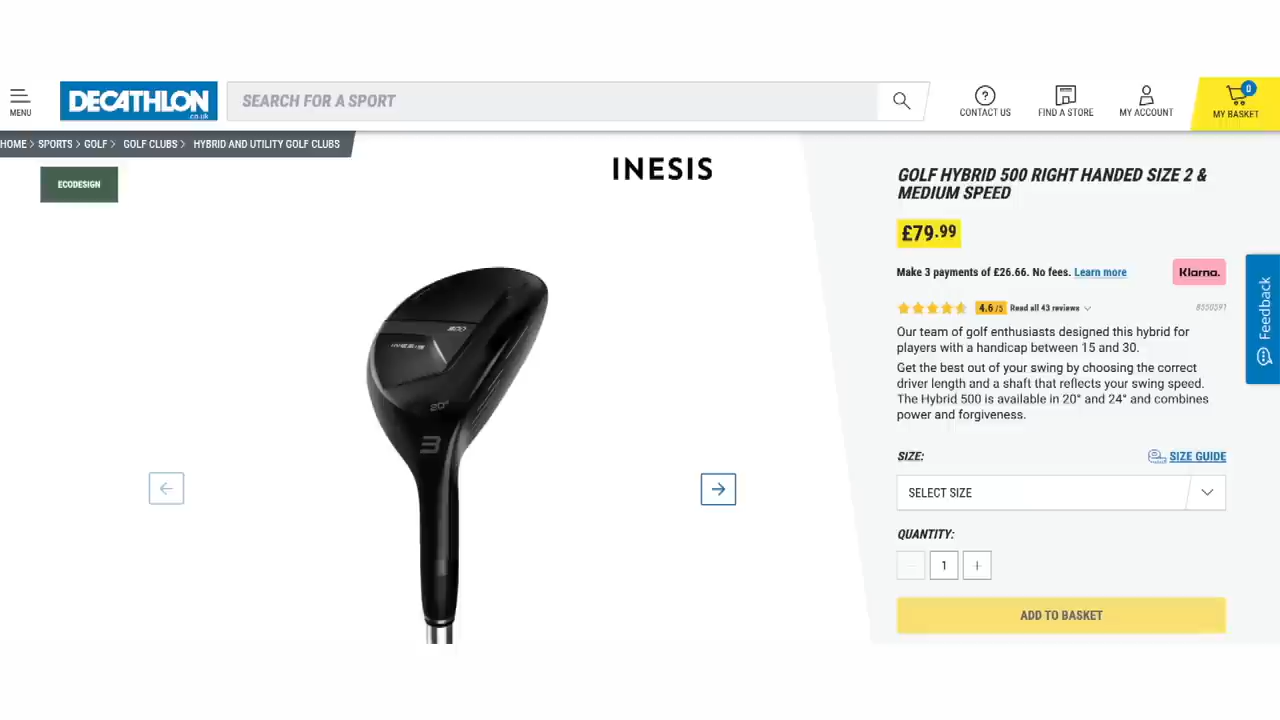 MENU
DECATHLON
.co.uk
SEARCH FOR A SPORT
CONTACT US
FIND A STORE
MY ACCOUNT
0
MY BASKET
HOME > SPORTS > GOLF > GOLF CLUBS > HYBRID AND UTILITY GOLF CLUBS
ECODESIGN
INESIS
500
INESIS
20°
3
GOLF HYBRID 500 RIGHT HANDED SIZE 2 &
MEDIUM SPEED
£79.99
Make 3 payments of £26.66. No fees. Learn more
Klarna.
4.6 /5 Read all 43 reviews
8550591
Our team of golf enthusiasts designed this hybrid for
players with a handicap between 15 and 30.
Get the best out of your swing by choosing the correct
driver length and a shaft that reflects your swing speed.
The Hybrid 500 is available in 20° and 24° and combines
power and forgiveness.
SIZE:
SIZE GUIDE
SELECT SIZE
QUANTITY:
- 1 +
ADD TO BASKET
Feedback